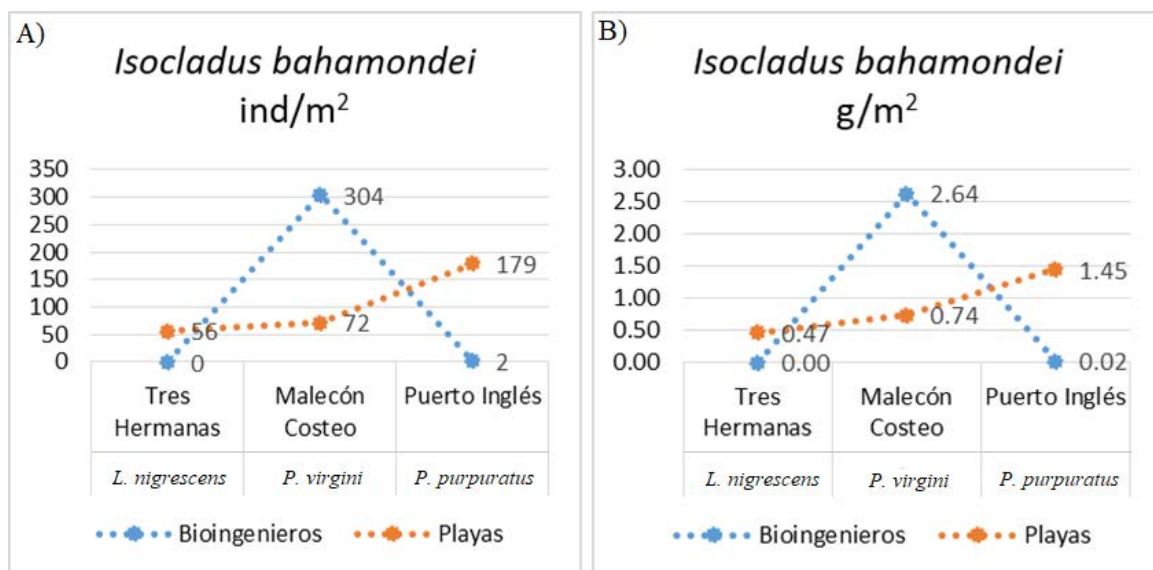 A)
Isocladus bahamondei
ind/m²
350
300
250
200
150
100
50
0
304
179
56
72
0
2
Tres Hermanas
Malecón Costeo
Puerto Inglés
L. nigrescens
P. virgini
P. purpuratus
Bioingenieros
Playas
B)
Isocladus bahamondei
g/m²
3.00
2.50
2.00
1.50
1.00
0.50
0.00
2.64
1.45
0.47
0.74
0.00
0.02
Tres Hermanas
Malecón Costeo
Puerto Inglés
L. nigrescens
P. virgini
P. purpuratus
Bioingenieros
Playas